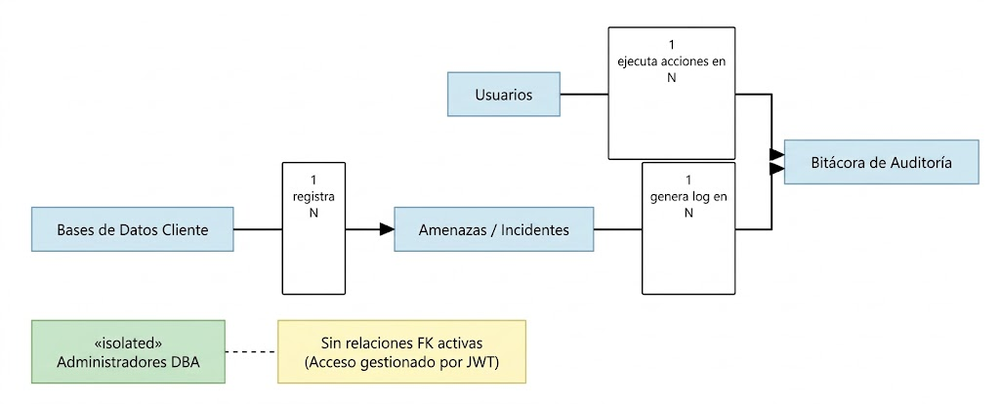 1
ejecuta acciones en
N
Usuarios
Bitácora de Auditoría
1
registra
N
1
genera log en
N
Bases de Datos Cliente
Amenazas / Incidentes
«isolated»
Administradores DBA
Sin relaciones FK activas
(Acceso gestionado por JWT)